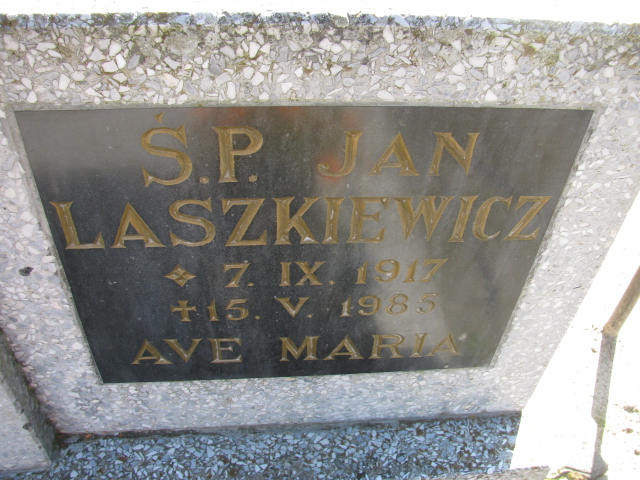 Ś.P. JAN
LASZKIEWICZ
7. IX. 1917
15. V. 1985
AVE MARIA